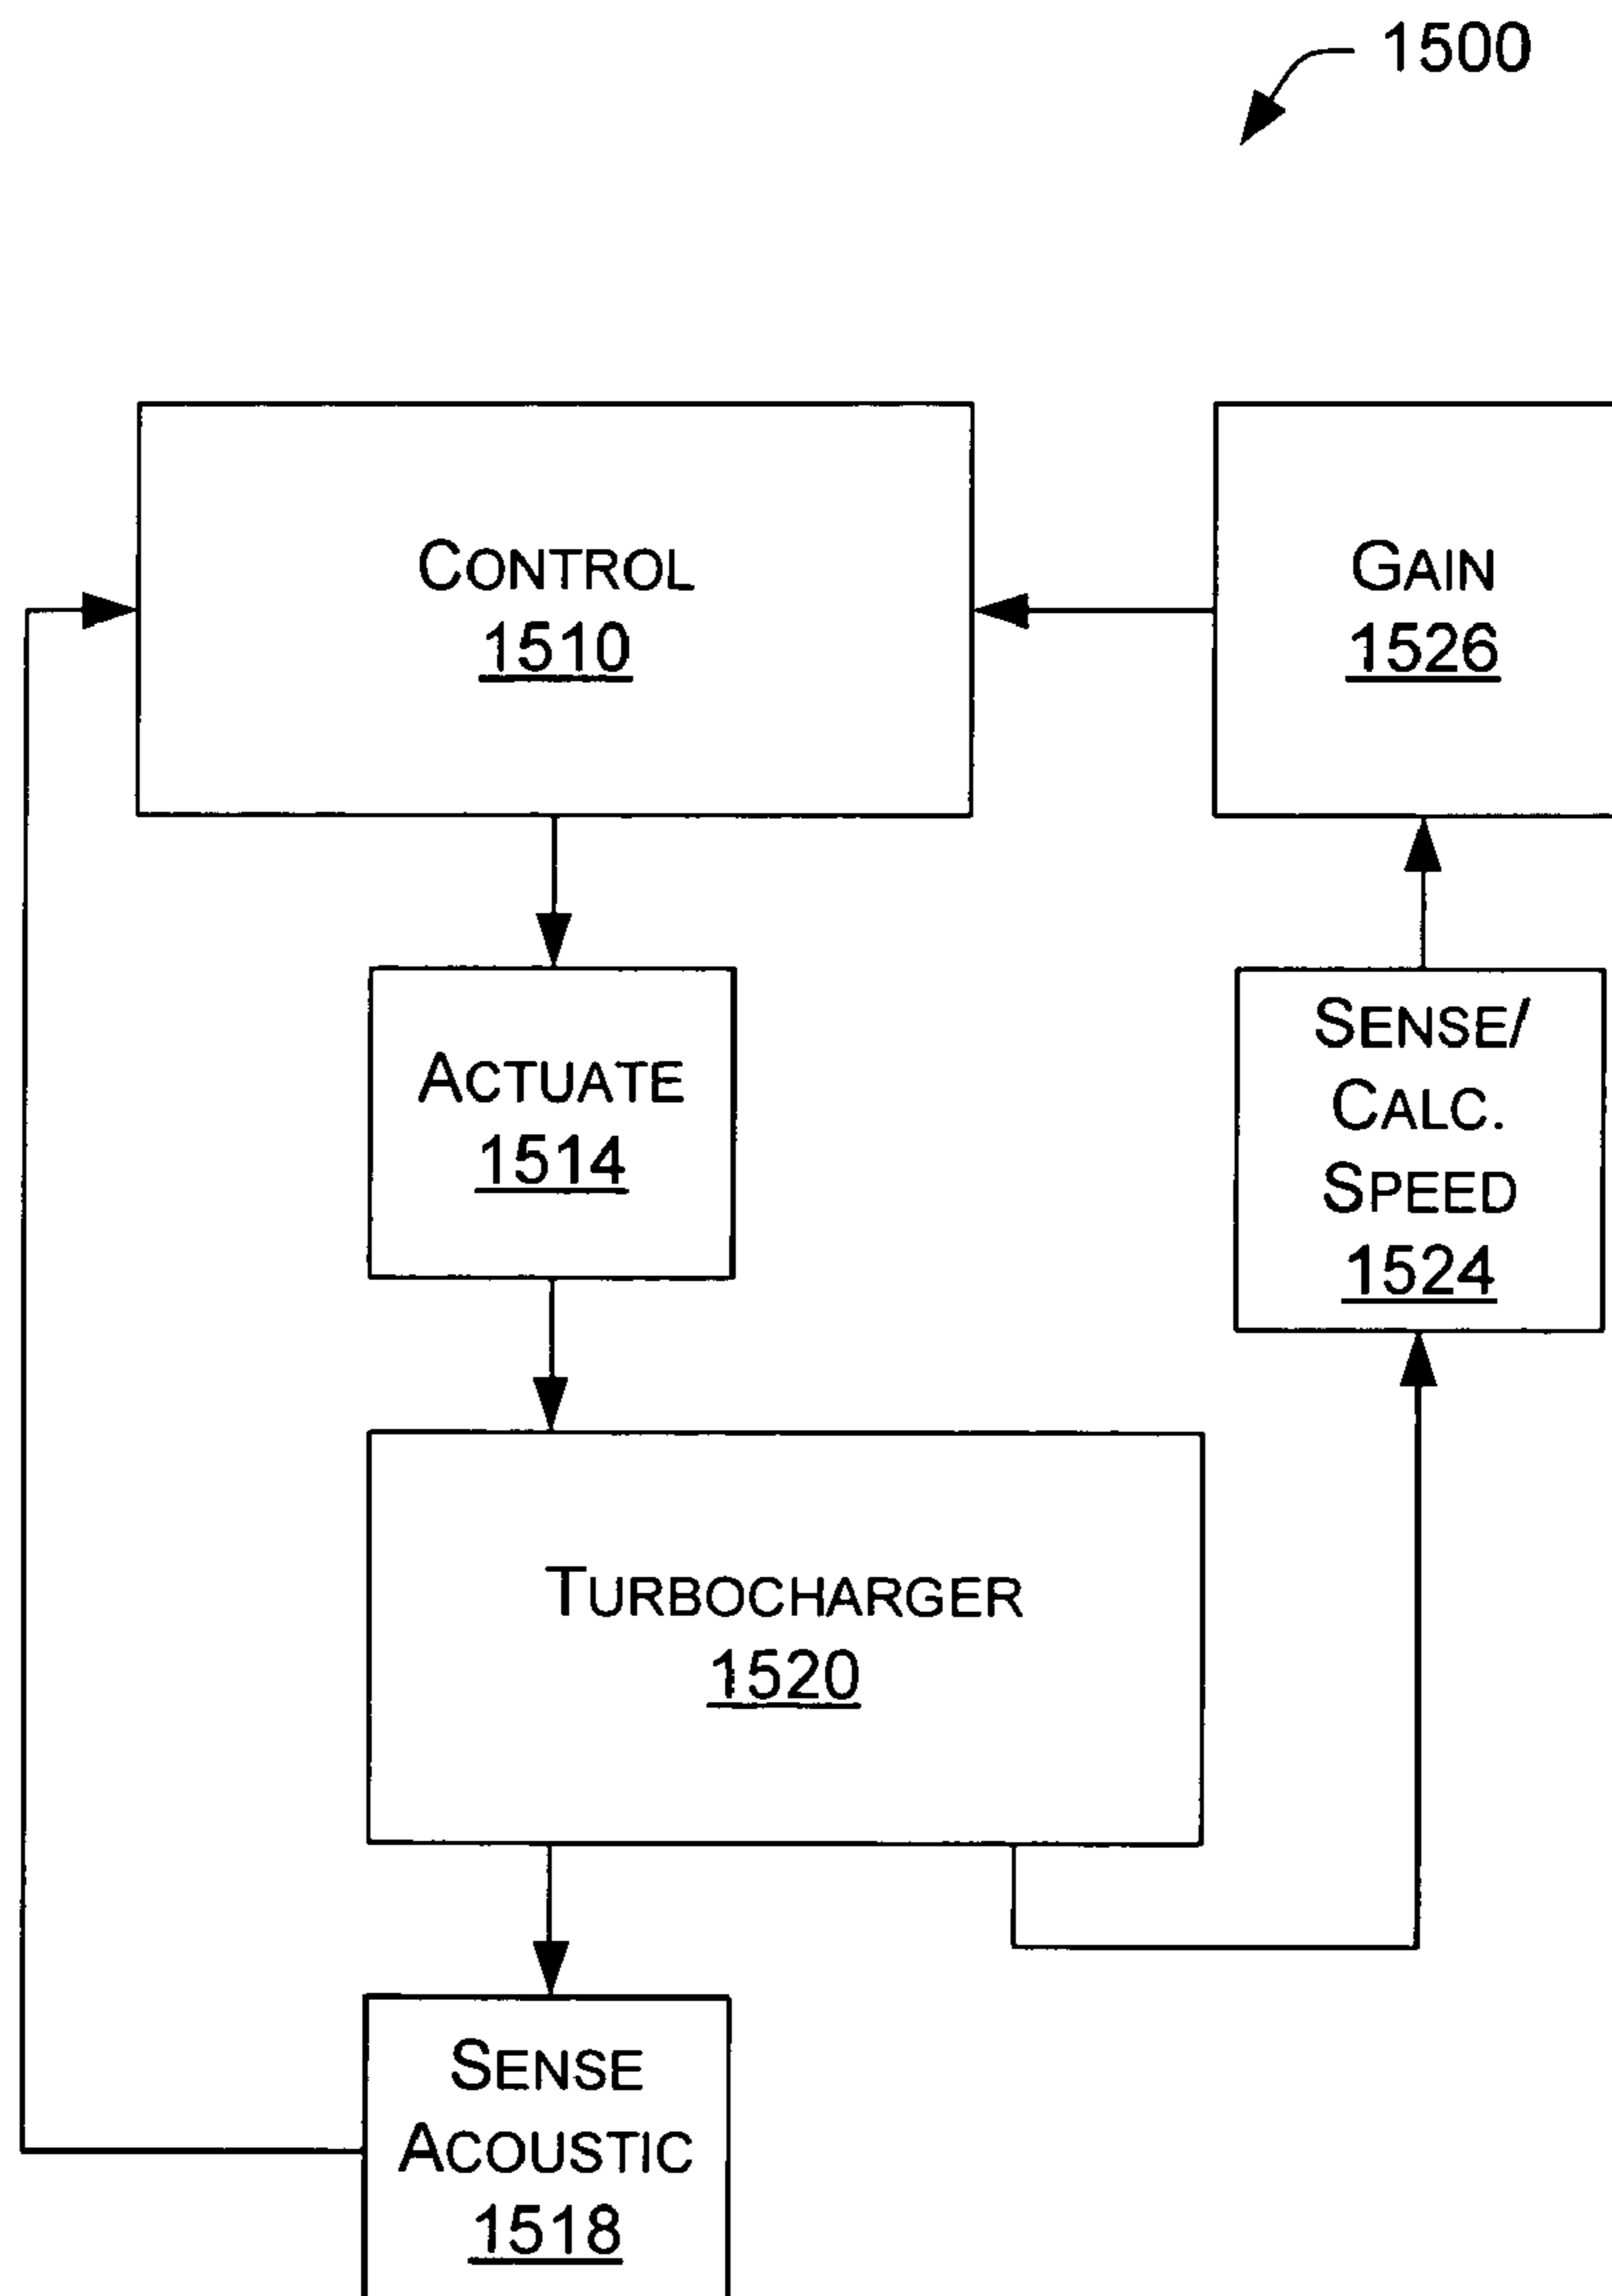 1500
CONTROL
1510
GAIN
1526
ACTUATE
1514
SENSE/
CALC.
SPEED
1524
TURBOCHARGER
1520
SENSE
ACOUSTIC
1518